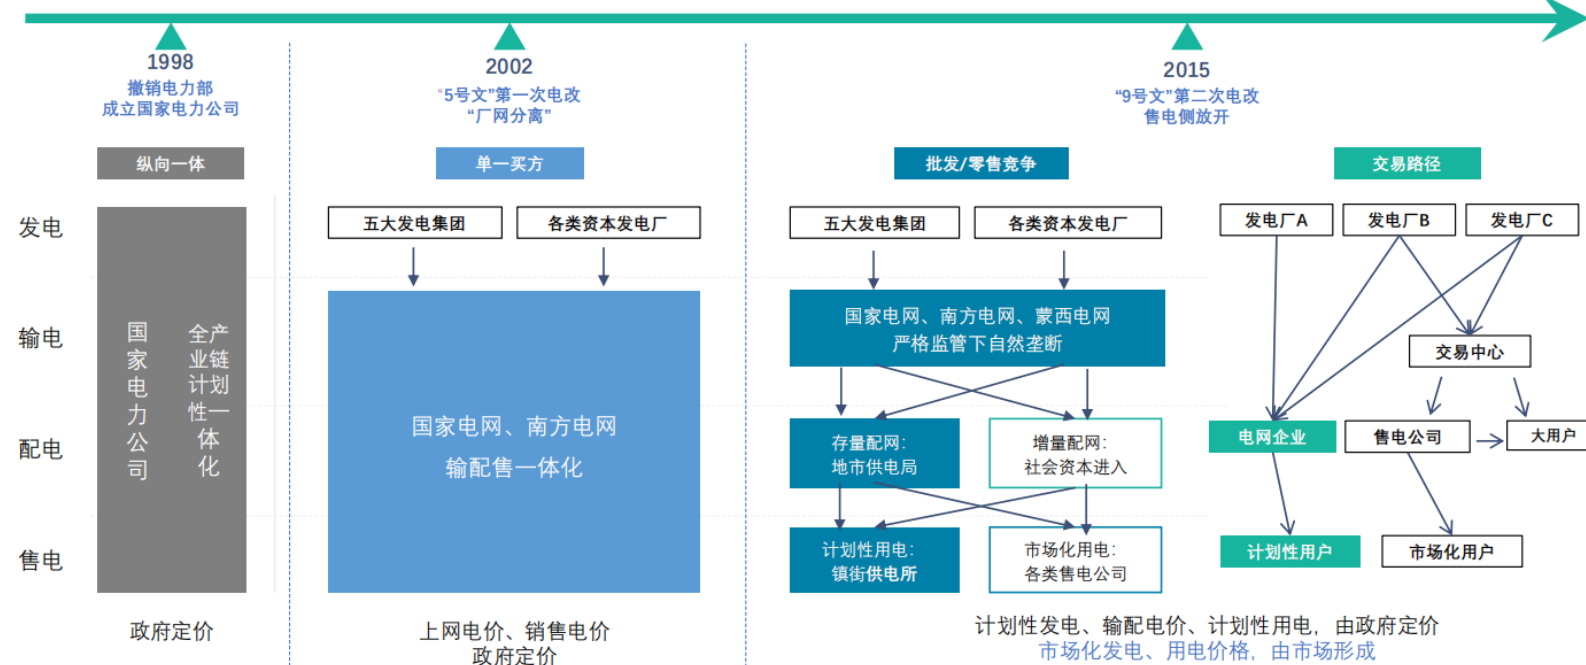 1998
撤销电力部
成立国家电力公司
2002
“5号文”第一次电改
“厂网分离”
2015
“9号文”第二次电改
售电侧放开
纵向一体
单一买方
批发/零售竞争
交易路径
发电
输电
配电
售电
国家电力公司
全产业链计划性一体化
五大发电集团
各类资本发电厂
国家电网、南方电网
输配售一体化
五大发电集团
各类资本发电厂
国家电网、南方电网、蒙西电网
严格监管下自然垄断
存量配网：
地市供电局
增量配网：
社会资本进入
计划性用电：
镇街供电所
市场化用电：
各类售电公司
发电厂A
发电厂B
发电厂C
交易中心
电网企业
售电公司
大用户
计划性用户
市场化用户
政府定价
上网电价、销售电价
政府定价
计划性发电、输配电价、计划性用电，由政府定价
市场化发电、用电价格，由市场形成